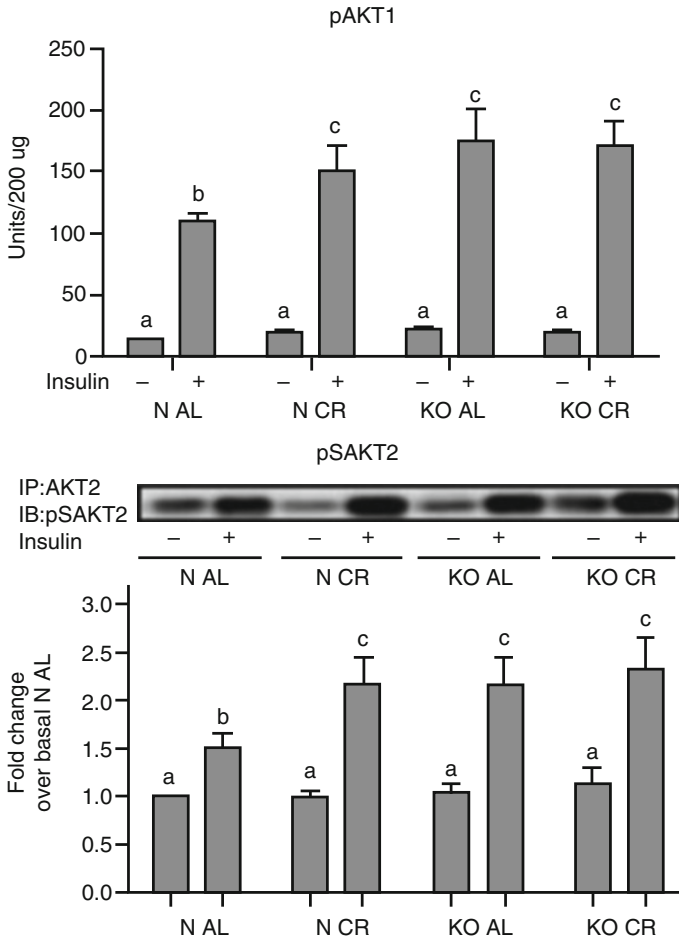 pAKT1
250
200
150
100
50
0
Units/200 ug
a b a c a c a c
Insulin – + – + – + – +
N AL N CR KO AL KO CR
pSAKT2
IP:AKT2
IB:pSAKT2
Insulin – + – + – + – +
N AL N CR KO AL KO CR
3.0
2.5
2.0
1.5
1.0
0.5
0.0
Fold change
over basal N AL
a b a c a c a c
N AL N CR KO AL KO CR